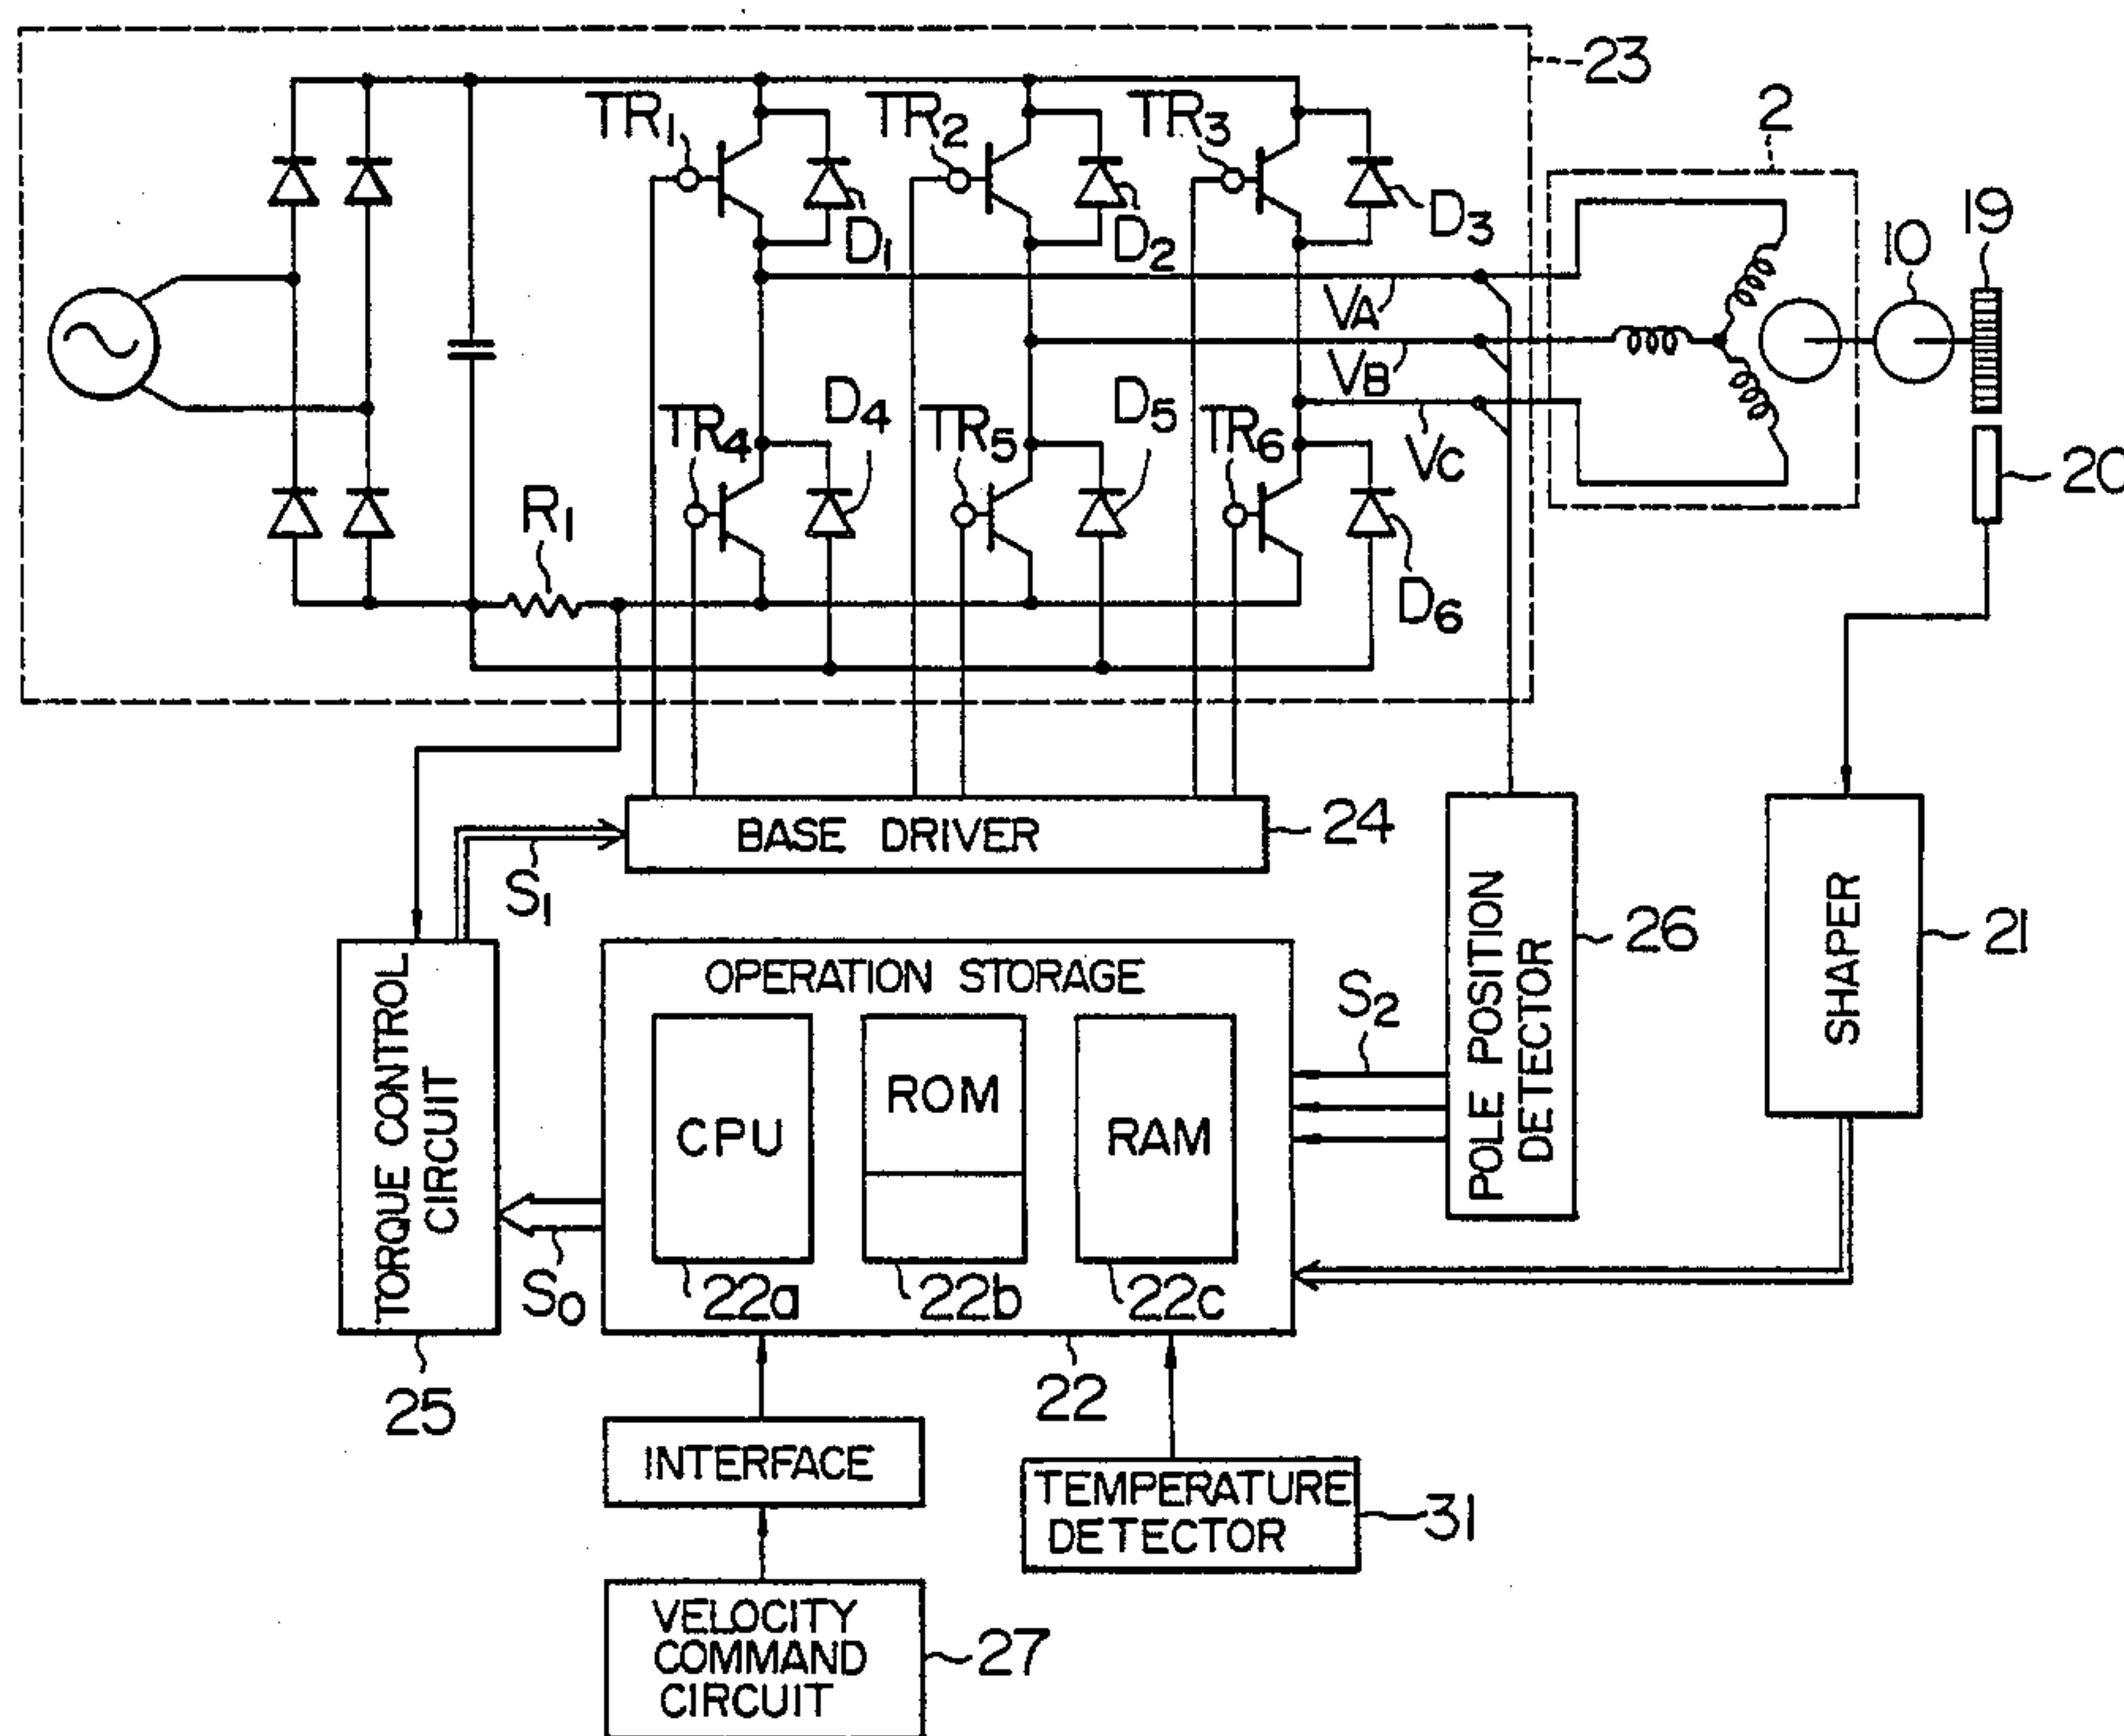 23
TR1
TR2
TR3
2
D1
D2
D3
19
10
VA
VB
VC
TR4
D4
TR5
D5
TR6
D6
20
R1
BASE DRIVER
24
S1
TORQUE CONTROL
CIRCUIT
25
OPERATION STORAGE
CPU
ROM
RAM
22a
22b
22c
22
S0
S2
POLE POSITION
DETECTOR
26
SHAPER
21
INTERFACE
TEMPERATURE
DETECTOR
31
VELOCITY
COMMAND
CIRCUIT
27